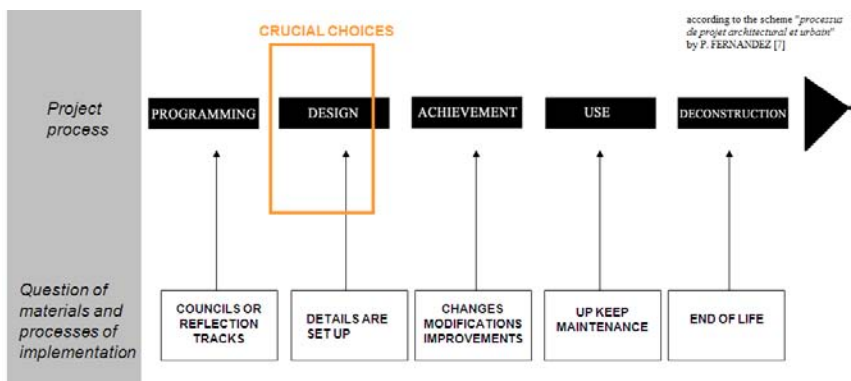 CRUCIAL CHOICES
according to the scheme "processus
de projet architectural et urbain"
by P. FERNANDEZ [7]
Project
process
PROGRAMMING
DESIGN
ACHIEVEMENT
USE
DECONSTRUCTION
Question of
materials and
processes of
implementation
COUNCILS OR
REFLECTION
TRACKS
DETAILS ARE
SET UP
CHANGES
MODIFICATIONS
IMPROVEMENTS
UP KEEP
MAINTENANCE
END OF LIFE